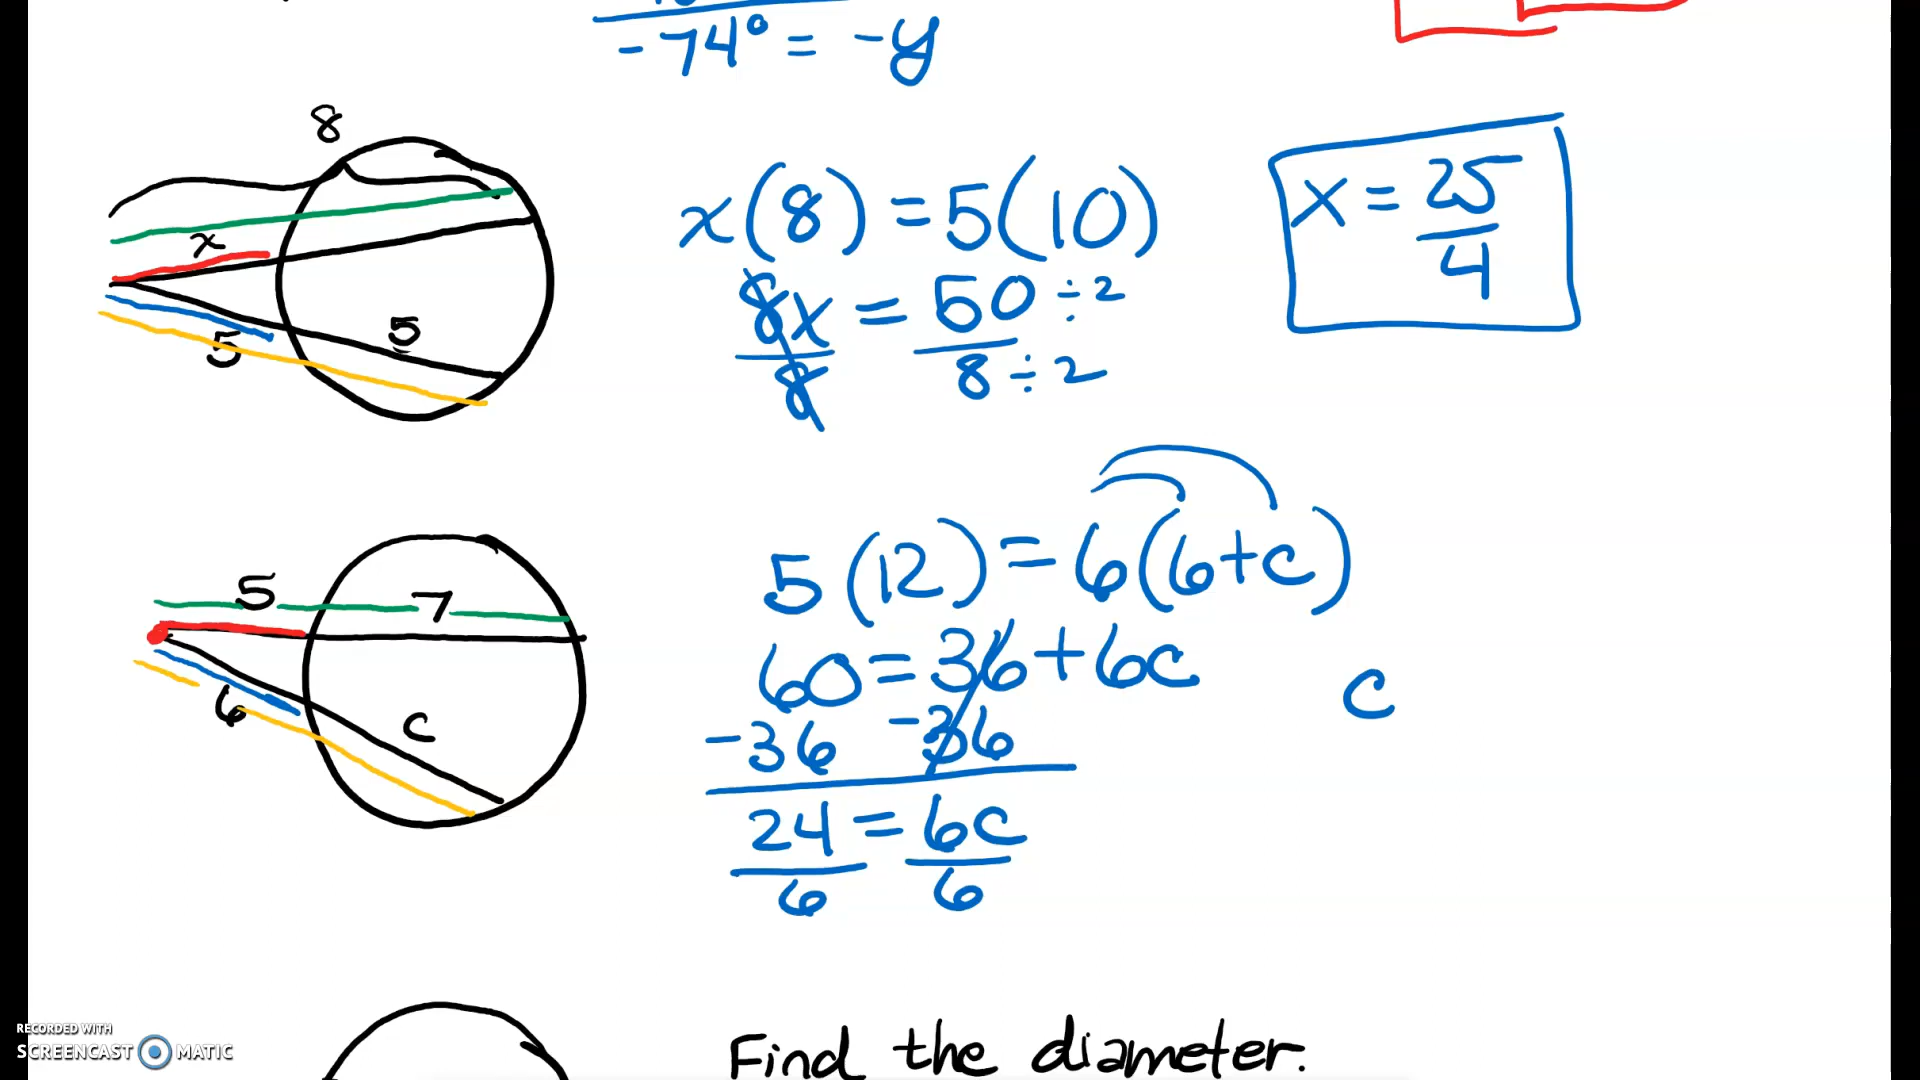 -74° = -y
8
x
5
5
x(8) = 5(10)
8x = 50 ÷ 2
8 8 ÷ 2
x = 25
4
5
7
6
c
5(12) = 6(6+c)
60 = 36 + 6c
-36 -36
24 = 6c
6 6
c
Find the diameter.
RECORDED WITH
SCREENCAST MATIC